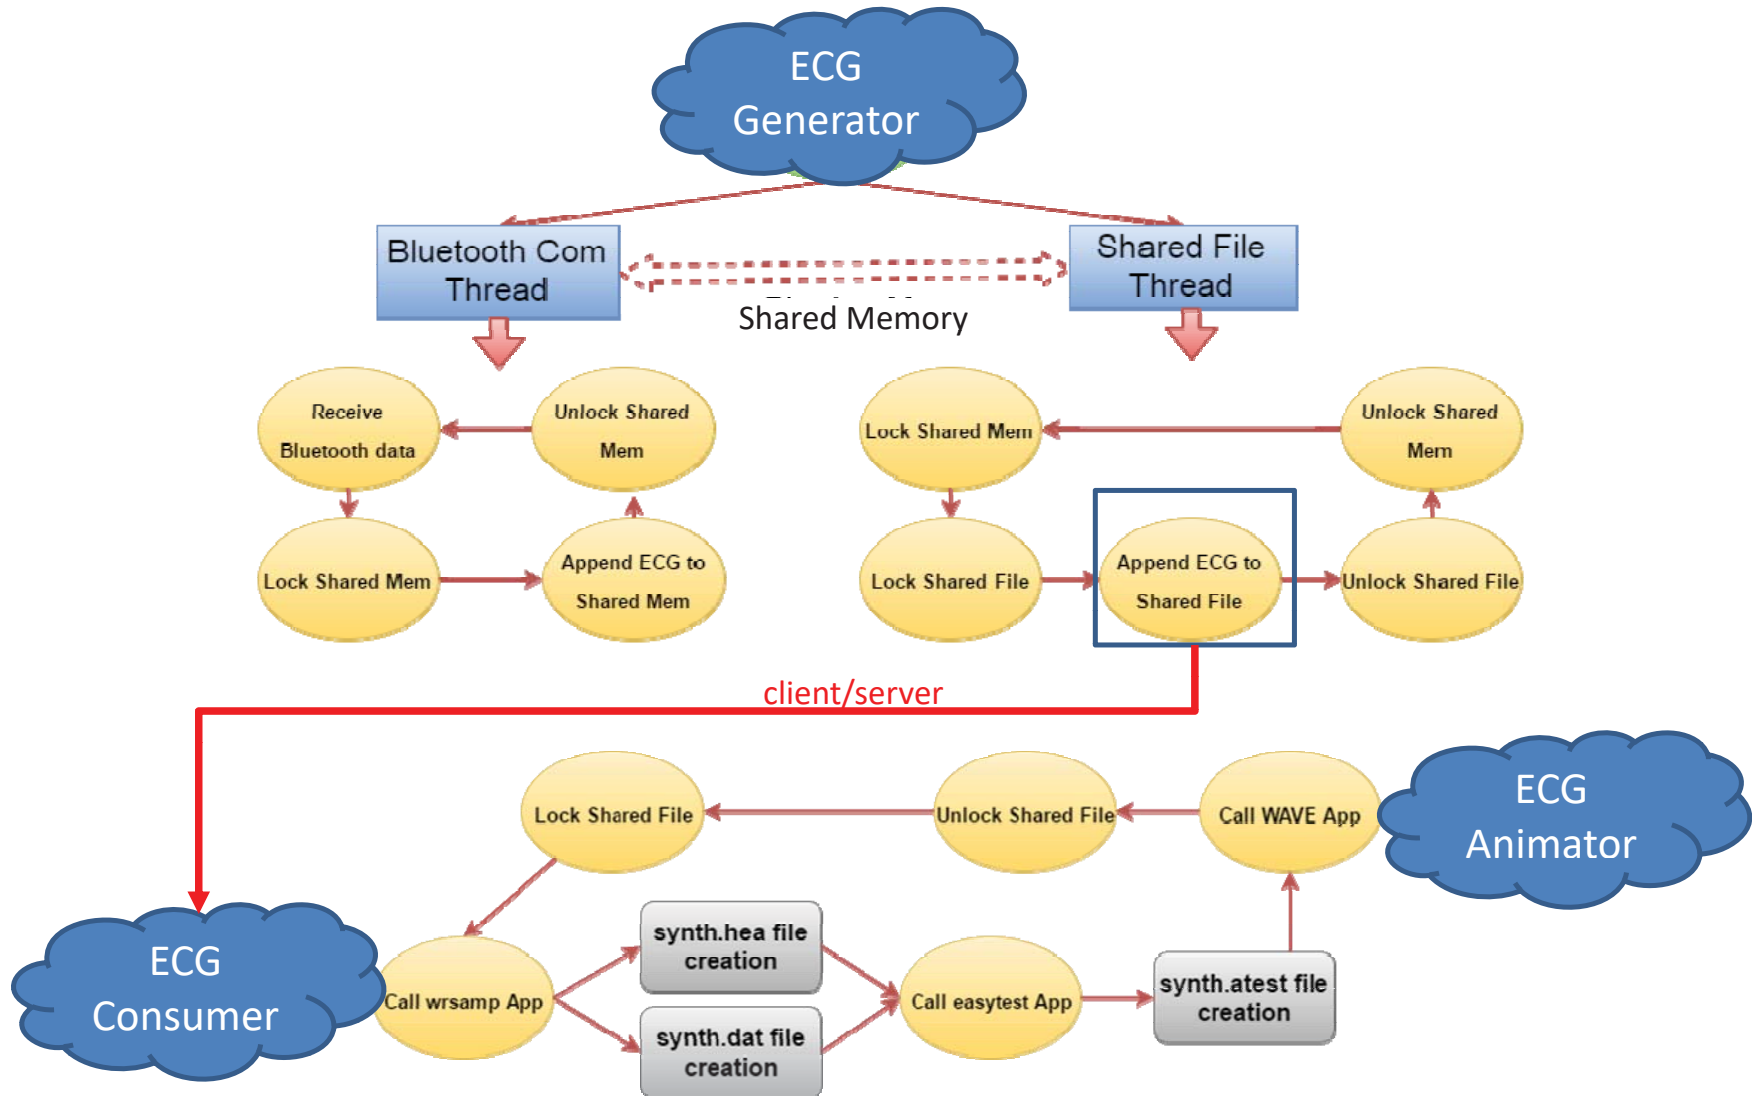 ECG
Generator
Bluetooth Com
Thread
Shared File
Thread
Shared Memory
Receive
Bluetooth data
Unlock Shared
Mem
Lock Shared Mem
Unlock Shared
Mem
Lock Shared Mem
Append ECG to
Shared Mem
Lock Shared File
Append ECG to
Shared File
Unlock Shared File
client/server
Lock Shared File
Unlock Shared File
Call WAVE App
ECG
Animator
ECG
Consumer
Call wrsamp App
synth.hea file
creation
synth.dat file
creation
Call easytest App
synth.atest file
creation